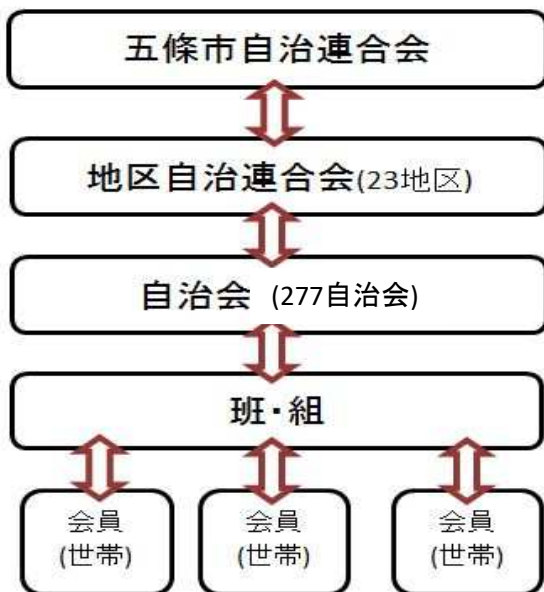 五條市自治連合会
地区自治連合会(23地区)
自治会 (277自治会)
班・組
会員 会員 会員
(世帯) (世帯) (世帯)